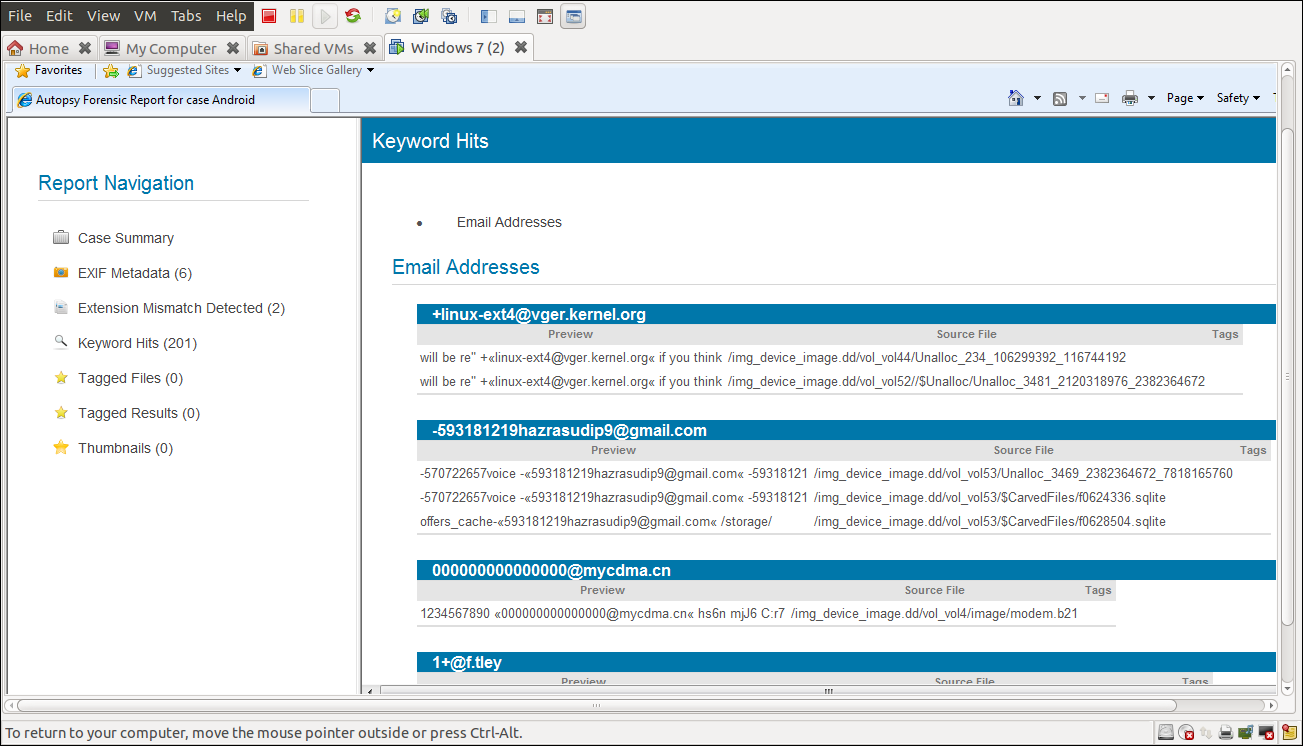 File Edit View VM Tabs Help
Home My Computer Shared VMs Windows 7 (2)
Favorites Suggested Sites Web Slice Gallery
Autopsy Forensic Report for case Android Page Safety
Keyword Hits
Report Navigation
Case Summary
EXIF Metadata (6)
Extension Mismatch Detected (2)
Keyword Hits (201)
Tagged Files (0)
Tagged Results (0)
Thumbnails (0)
• Email Addresses
Email Addresses
+linux-ext4@vger.kernel.org
Preview Source File Tags
will be re" +«linux-ext4@vger.kernel.org« if you think /img_device_image.dd/vol_vol44/Unalloc_234_106299392_116744192
will be re" +«linux-ext4@vger.kernel.org« if you think /img_device_image.dd/vol_vol52//$Unalloc/Unalloc_3481_2120318976_2382364672
-593181219hazrasudip9@gmail.com
Preview Source File Tags
-570722657voice -«593181219hazrasudip9@gmail.com« -59318121 /img_device_image.dd/vol_vol53/Unalloc_3469_2382364672_7818165760
-570722657voice -«593181219hazrasudip9@gmail.com« -59318121 /img_device_image.dd/vol_vol53/$CarvedFiles/f0624336.sqlite
offers_cache-«593181219hazrasudip9@gmail.com« /storage/ /img_device_image.dd/vol_vol53/$CarvedFiles/f0628504.sqlite
000000000000000@mycdma.cn
Preview Source File Tags
1234567890 «000000000000000@mycdma.cn« hs6n mjJ6 C:r7 /img_device_image.dd/vol_vol4/image/modem.b21
1+@f.tley
Preview Source File Tags
To return to your computer, move the mouse pointer outside or press Ctrl-Alt.